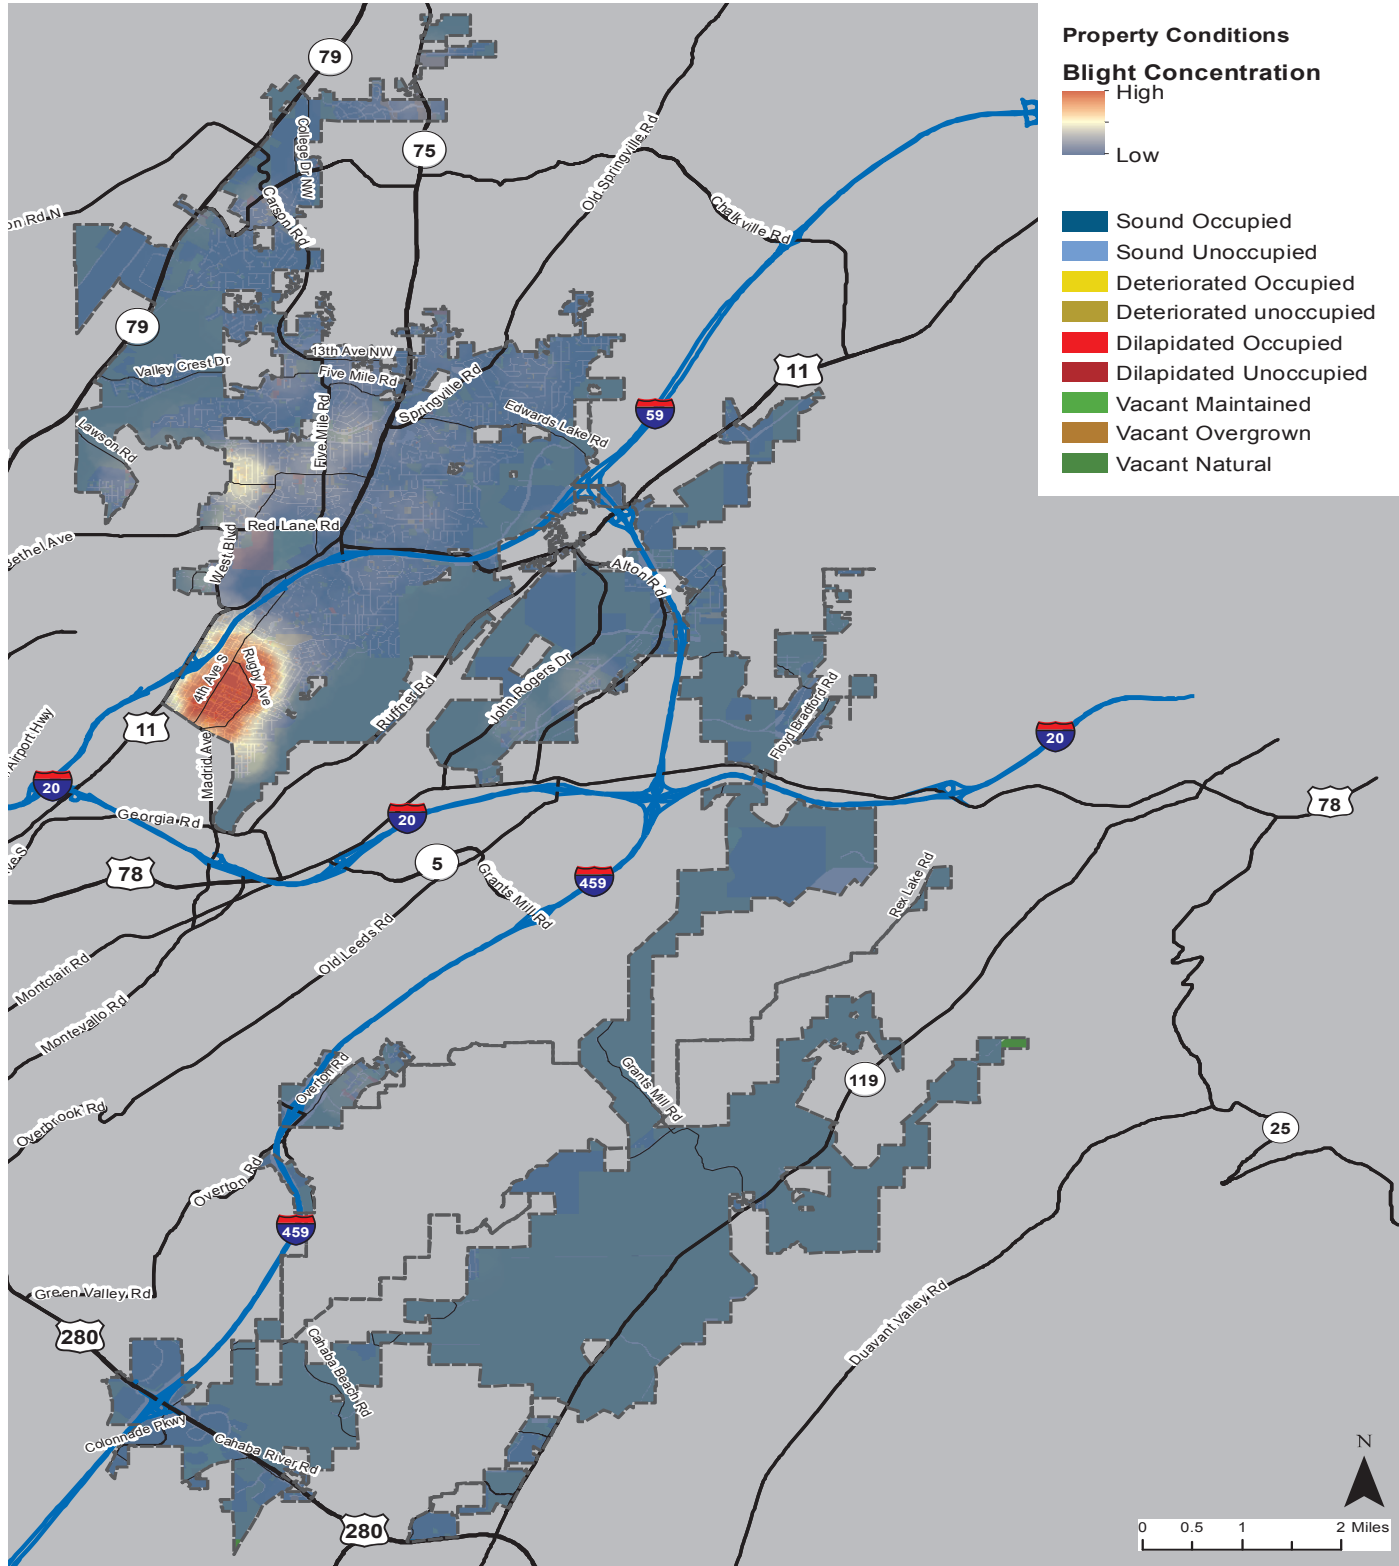 Property Conditions
Blight Concentration
High
Low
Sound Occupied
Sound Unoccupied
Deteriorated Occupied
Deteriorated unoccupied
Dilapidated Occupied
Dilapidated Unoccupied
Vacant Maintained
Vacant Overgrown
Vacant Natural
79
75
College Dr NW
Old Springville Rd
on Rd N
Carson Rd
Chalkville Rd
79
13th Ave NW
Valley Crest Dr
Five Mile Rd
11
Springville Rd
59
Edwards Lake Rd
Five Mile Rd
Lawson Rd
Red Lane Rd
West Blvd
Bethel Ave
Alton Rd
4th Ave S
Rugby Ave
Ruffner Rd
John Rogers Dr
Floyd Bradford Rd
11
Airport Hwy
20
Madrid Ave
20
78
Georgia Rd
20
ve S
78
5
Grants Mill Rd
459
Rex Lake Rd
Old Leeds Rd
Montclair Rd
Montevallo Rd
Overton Rd
Grants Mill Rd
119
Overbrook Rd
25
Overton Rd
459
Green Valley Rd
280
Duavant Valley Rd
Cahaba Beach Rd
Colonnade Pkwy
Cahaba River Rd
280
N
0 0.5 1 2 Miles